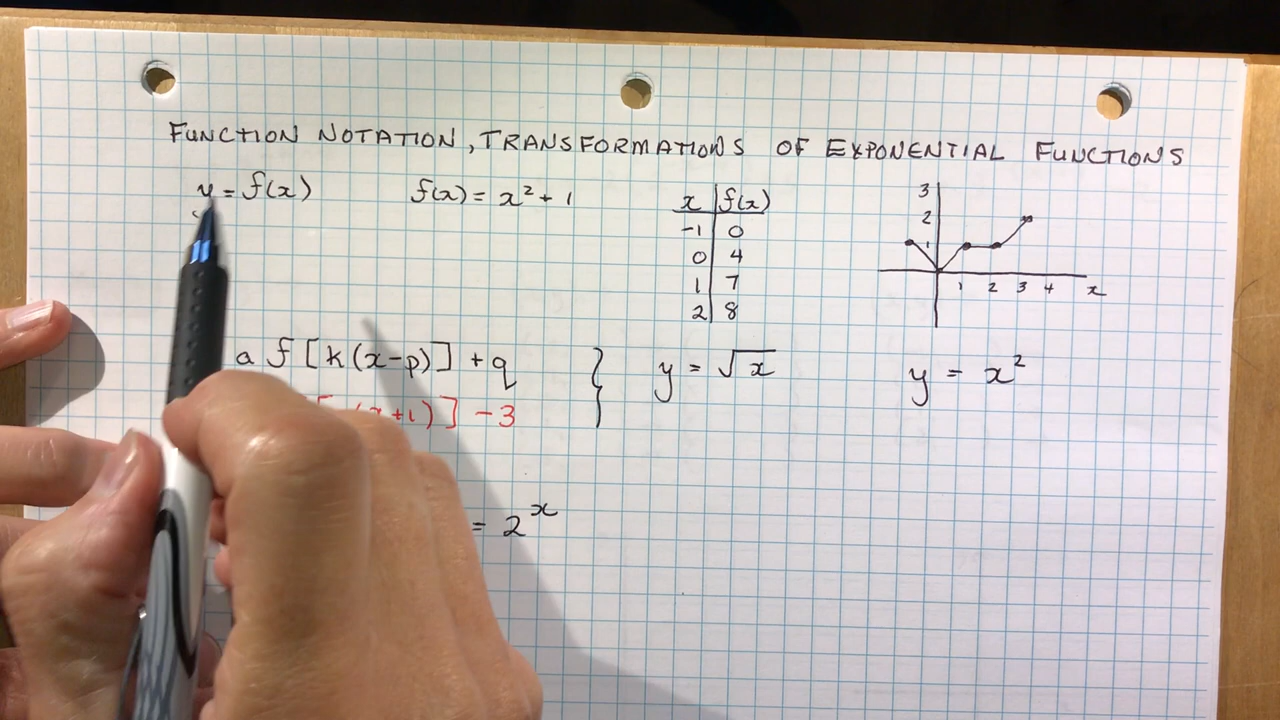 FUNCTION NOTATION, TRANSFORMATIONS OF EXPONENTIAL FUNCTIONS
y = f(x)
f(x) = x² + 1
x f(x)
-1 0
0 4
1 7
2 8
3
2
1
1 2 3 4 x
a f [k(x-p)] + q } y = √x y = x²
(x+1)] - 3
= 2^x